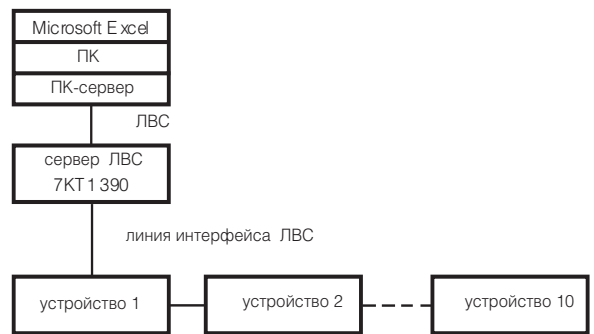 Microsoft Excel
ПК
ПК-сервер
ЛВС
сервер ЛВС
7KT1 390
линия интерфейса ЛВС
устройство 1
устройство 2
устройство 10